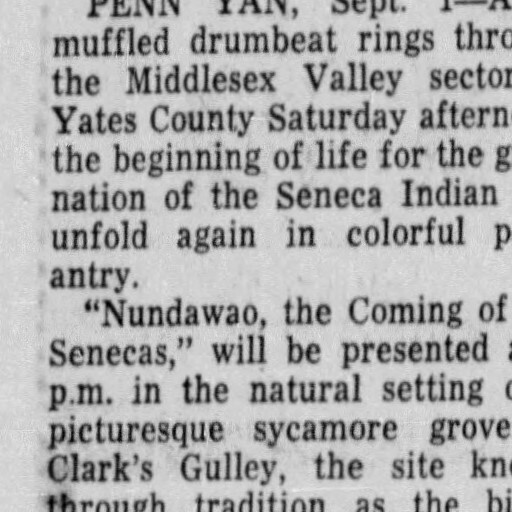 PENN YAN, Sept. 1—A
muffled drumbeat rings thro
the Middlesex Valley sector
Yates County Saturday aftern
the beginning of life for the g
nation of the Seneca Indian
unfold again in colorful p
antry.
“Nundawao, the Coming of
Senecas,” will be presented a
p.m. in the natural setting o
picturesque sycamore grove
Clark’s Gulley, the site kno
through tradition as the bi